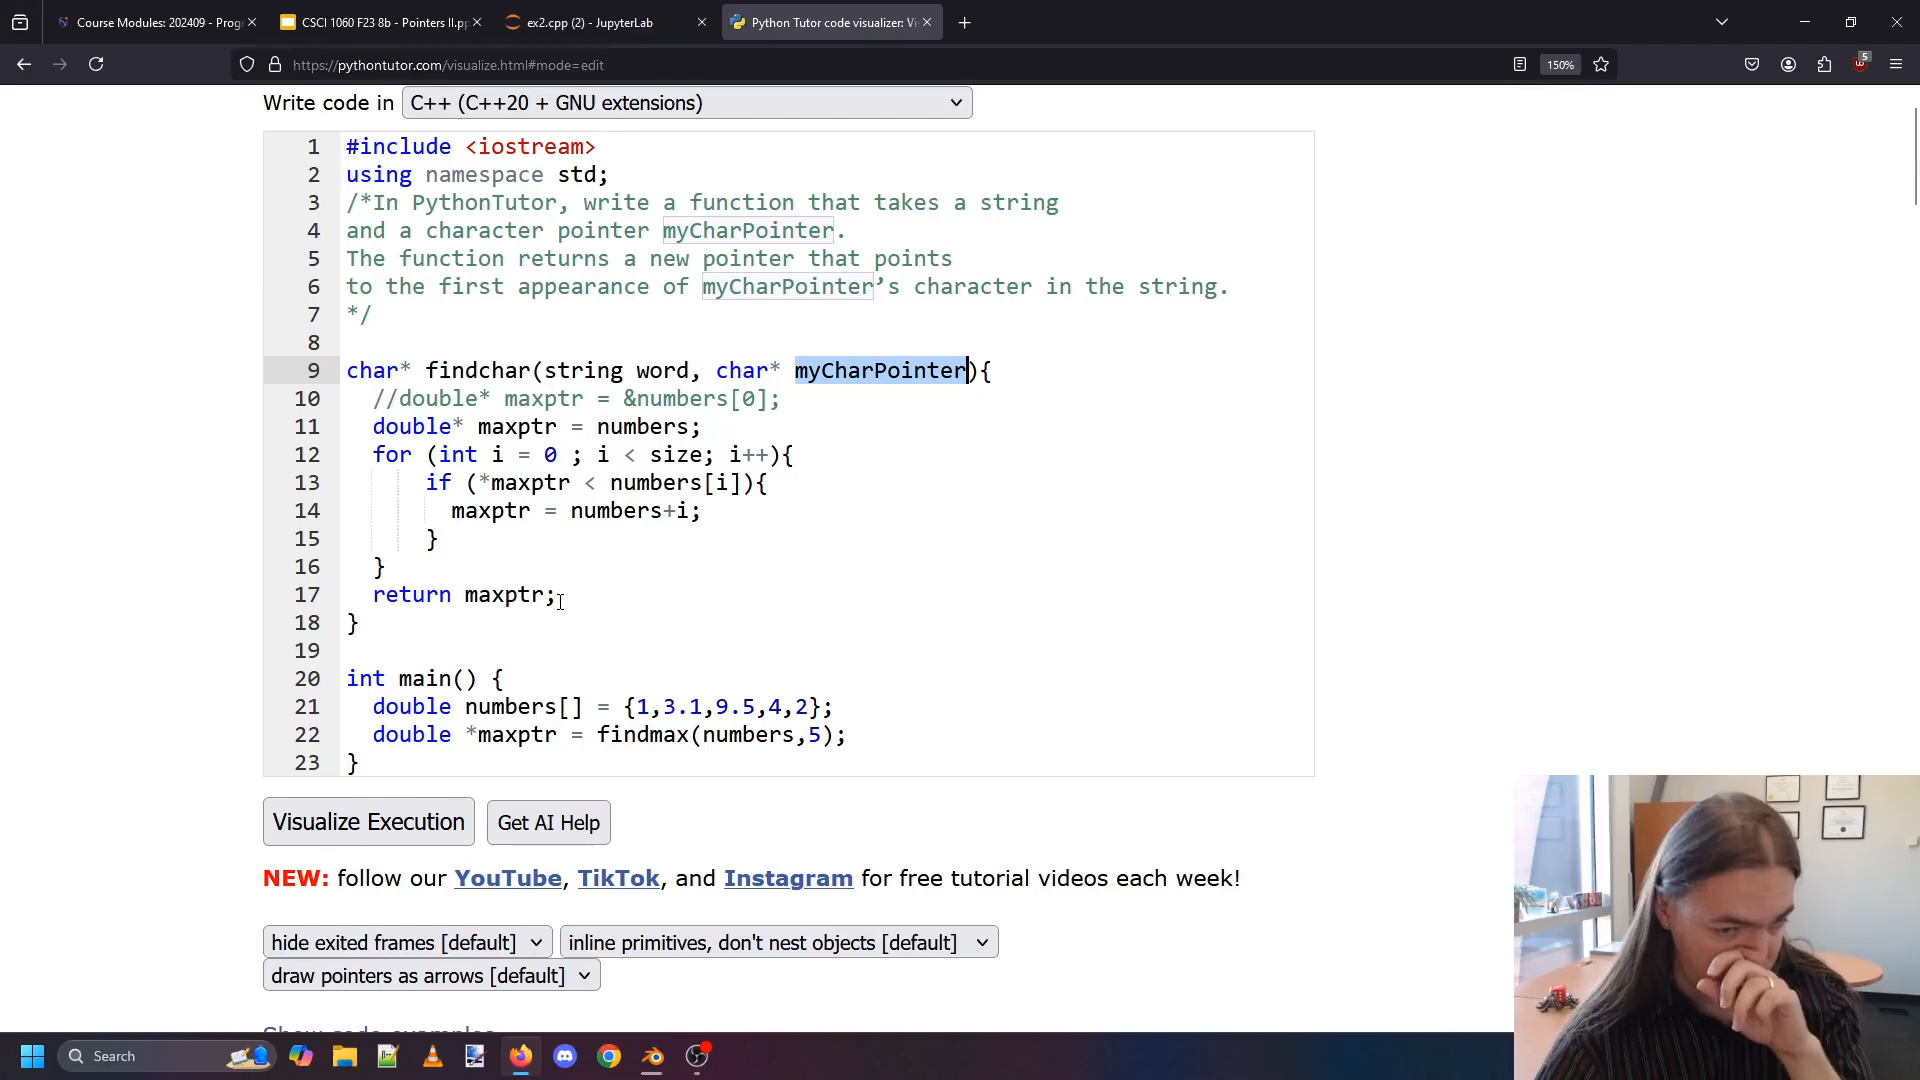 Course Modules: 202409 - Prog
CSCI 1060 F23 8b - Pointers II.pp
ex2.cpp (2) - JupyterLab
Python Tutor code visualizer: Vi
https://pythontutor.com/visualize.html#mode=edit
150%
5
Write code in C++ (C++20 + GNU extensions)
1 #include <iostream>
2 using namespace std;
3 /*In PythonTutor, write a function that takes a string
4 and a character pointer myCharPointer.
5 The function returns a new pointer that points
6 to the first appearance of myCharPointer’s character in the string.
7 */
8
9 char* findchar(string word, char* myCharPointer){
10 //double* maxptr = &numbers[0];
11 double* maxptr = numbers;
12 for (int i = 0 ; i < size; i++){
13 if (*maxptr < numbers[i]){
14 maxptr = numbers+i;
15 }
16 }
17 return maxptr;
18 }
19
20 int main() {
21 double numbers[] = {1,3.1,9.5,4,2};
22 double *maxptr = findmax(numbers,5);
23 }
Visualize Execution
Get AI Help
NEW: follow our YouTube, TikTok, and Instagram for free tutorial videos each week!
hide exited frames [default]
inline primitives, don't nest objects [default]
draw pointers as arrows [default]
Show code examples
Search